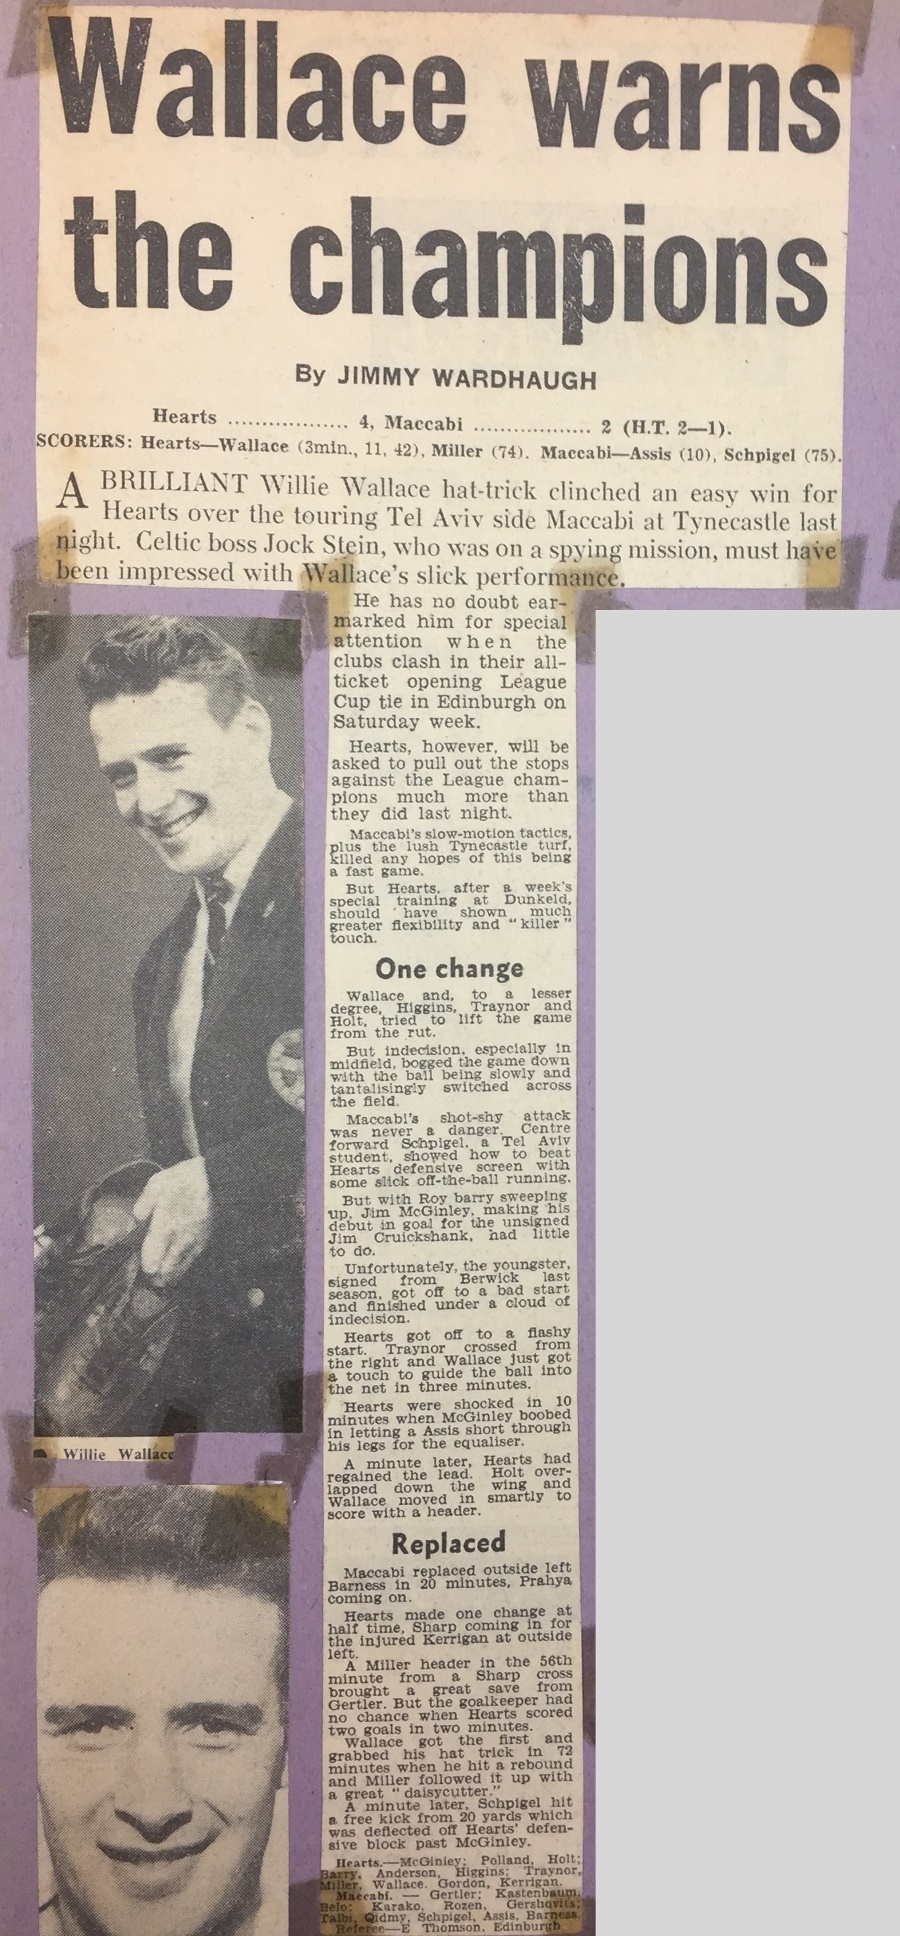 Wallace warns
the champions
By JIMMY WARDHAUGH
Hearts .................. 4, Maccabi .................. 2 (H.T. 2—1).
SCORERS: Hearts—Wallace (3min., 11, 42), Miller (74). Maccabi—Assis (10), Schpigel (75).
A BRILLIANT Willie Wallace hat-trick clinched an easy win for
Hearts over the touring Tel Aviv side Maccabi at Tynecastle last
night. Celtic boss Jock Stein, who was on a spying mission, must have
been impressed with Wallace's slick performance.
He has no doubt ear-
marked him for special
attention when the
clubs clash in their all-
ticket opening League
Cup tie in Edinburgh on
Saturday week.
Hearts, however, will be
asked to pull out the stops
against the League cham-
pions much more than
they did last night.
Maccabi's slow-motion tactics,
plus the lush Tynecastle turf,
killed any hopes of this being
a fast game.
But Hearts, after a week's
special training at Dunkeld,
should have shown much
greater flexibility and "killer"
touch.
One change
Wallace and, to a lesser
degree, Higgins, Traynor and
Holt, tried to lift the game
from the rut.
But indecision, especially in
midfield, bogged the game down
with the ball being slowly and
tantalisingly switched across
the field.
Maccabi's shot-shy attack
was never a danger. Centre
forward Schpigel, a Tel Aviv
student, showed how to beat
Hearts defensive screen with
some slick off-the-ball running.
But with Roy barry sweeping
up, Jim McGinley, making his
debut in goal for the unsigned
Jim Cruickshank, had little
to do.
Unfortunately, the youngster,
signed from Berwick last
season, got off to a bad start
and finished under a cloud of
indecision.
Hearts got off to a flashy
start. Traynor crossed from
the right and Wallace just got
a touch to guide the ball into
the net in three minutes.
Hearts were shocked in 10
minutes when McGinley boobed
in letting a Assis short through
his legs for the equaliser.
A minute later, Hearts had
regained the lead. Holt over-
lapped down the wing and
Wallace moved in smartly to
score with a header.
Replaced
Maccabi replaced outside left
Barness in 20 minutes, Prahya
coming on.
Hearts made one change at
half time, Sharp coming in for
the injured Kerrigan at outside
left.
A Miller header in the 56th
minute from a Sharp cross
brought a great save from
Gertler. But the goalkeeper had
no chance when Hearts scored
two goals in two minutes.
Wallace got the first and
grabbed his hat trick in 72
minutes when he hit a rebound
and Miller followed it up with
a great "daisycutter."
A minute later, Schpigel hit
a free kick from 20 yards which
was deflected off Hearts' defen-
sive block past McGinley.
Hearts.—McGinley; Polland, Holt;
Barry, Anderson, Higgins; Traynor,
Miller, Wallace, Gordon, Kerrigan.
Maccabi. — Gertler; Kastenbaum,
Belo; Karako, Rozen, Gershovits;
Talbi, Qidmy, Schpigel, Assis, Barness.
Referee—E Thomson, Edinburgh.
Willie Wallace